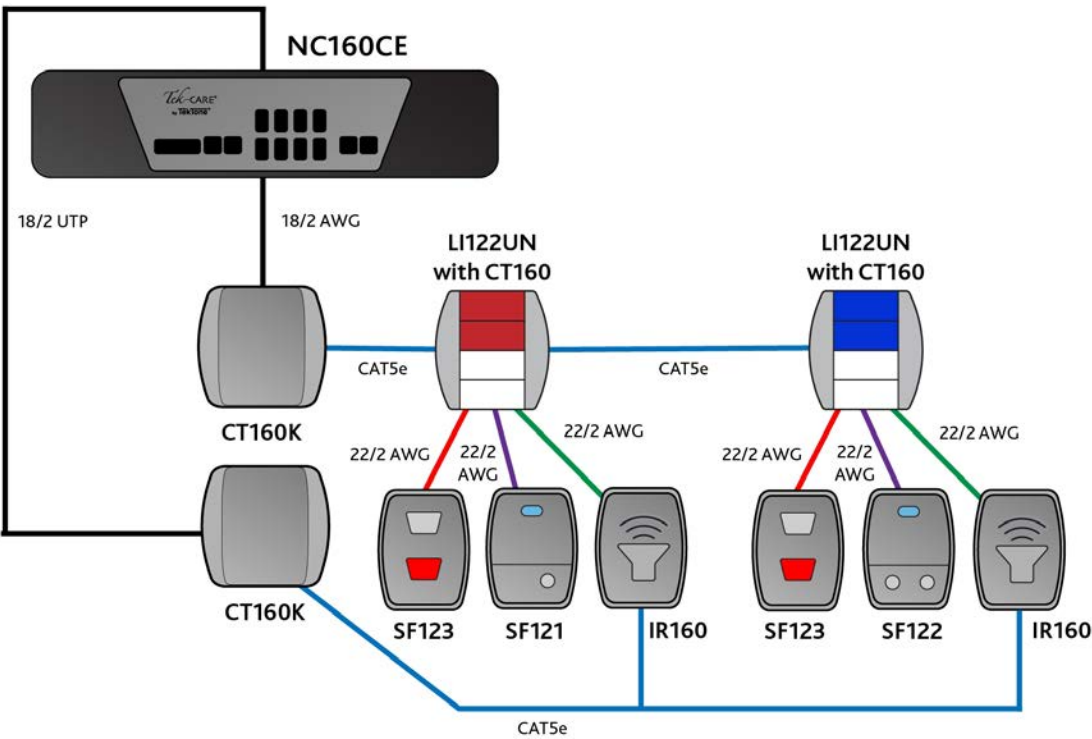 NC160CE
Tek-CARE®
by TekTone
18/2 UTP
18/2 AWG
LI122UN
with CT160
LI122UN
with CT160
CAT5e
CAT5e
CT160K
22/2 AWG
22/2
AWG
22/2 AWG
22/2 AWG
22/2
AWG
22/2 AWG
CT160K
SF123
SF121
IR160
SF123
SF122
IR160
CAT5e